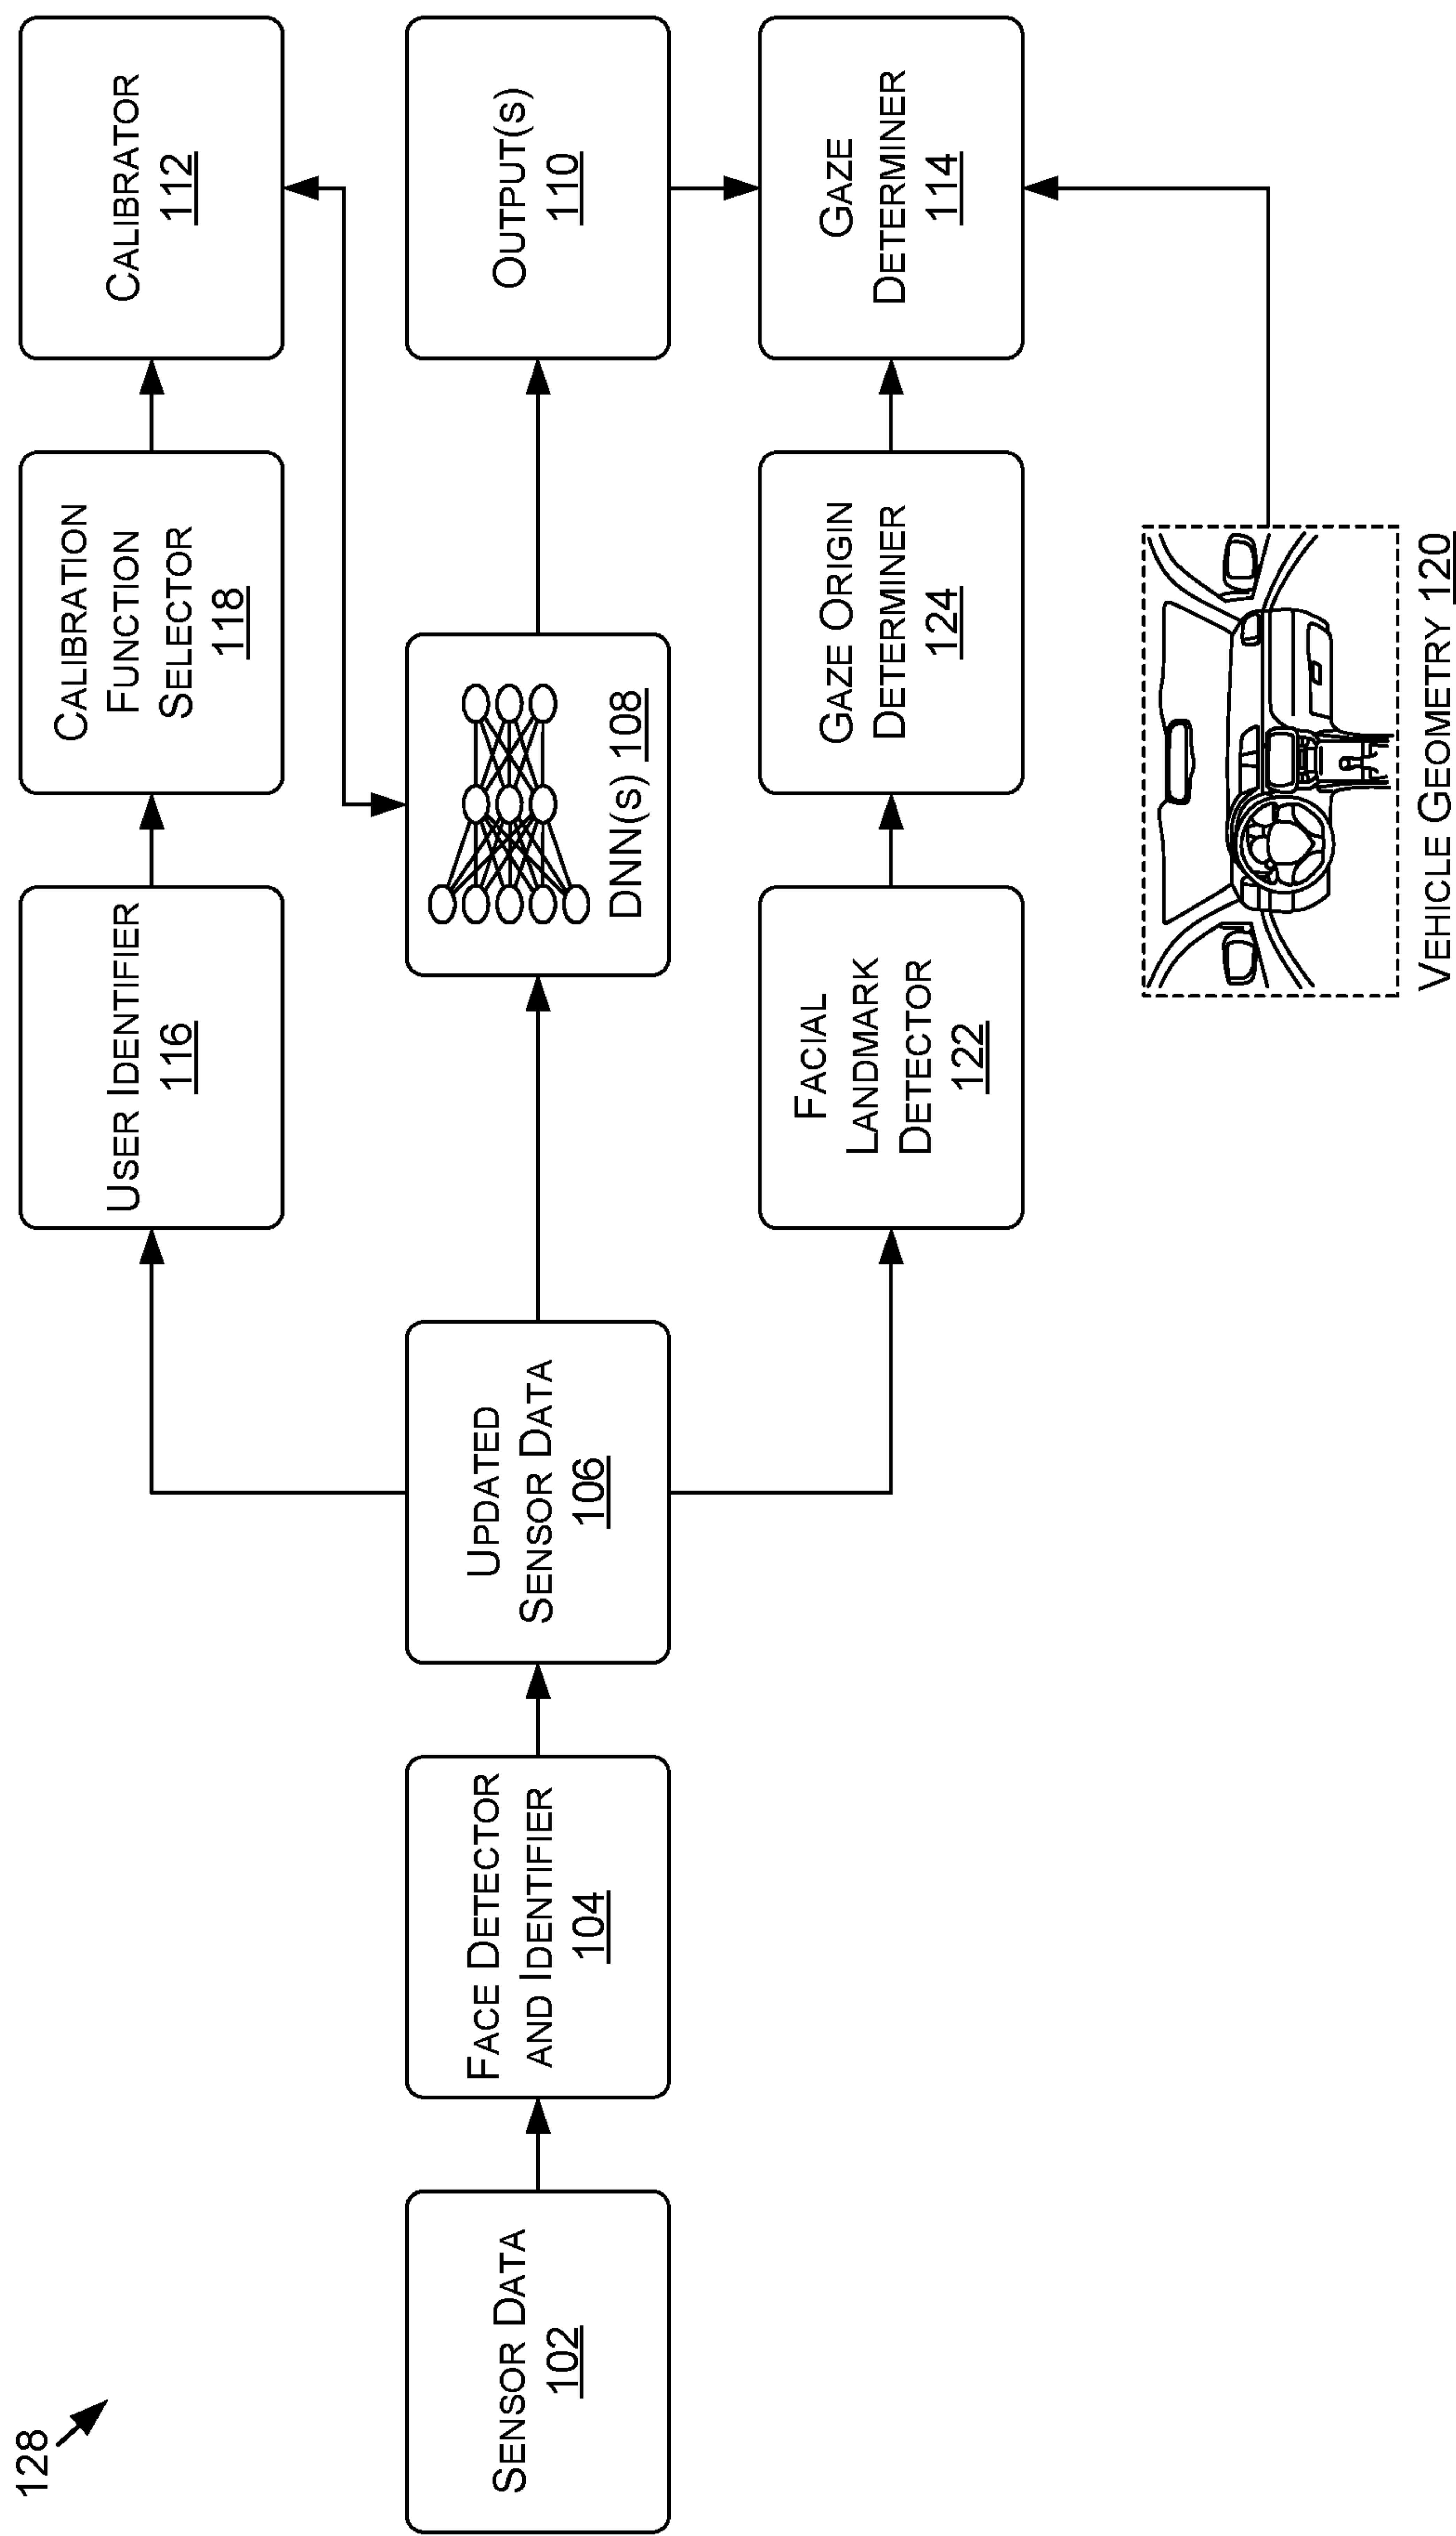 128
SENSOR DATA
102
FACE DETECTOR
AND IDENTIFIER
104
UPDATED
SENSOR DATA
106
USER IDENTIFIER
116
CALIBRATION
FUNCTION
SELECTOR
118
CALIBRATOR
112
DNN(S) 108
OUTPUT(S)
110
FACIAL
LANDMARK
DETECTOR
122
GAZE ORIGIN
DETERMINER
124
GAZE
DETERMINER
114
VEHICLE GEOMETRY 120